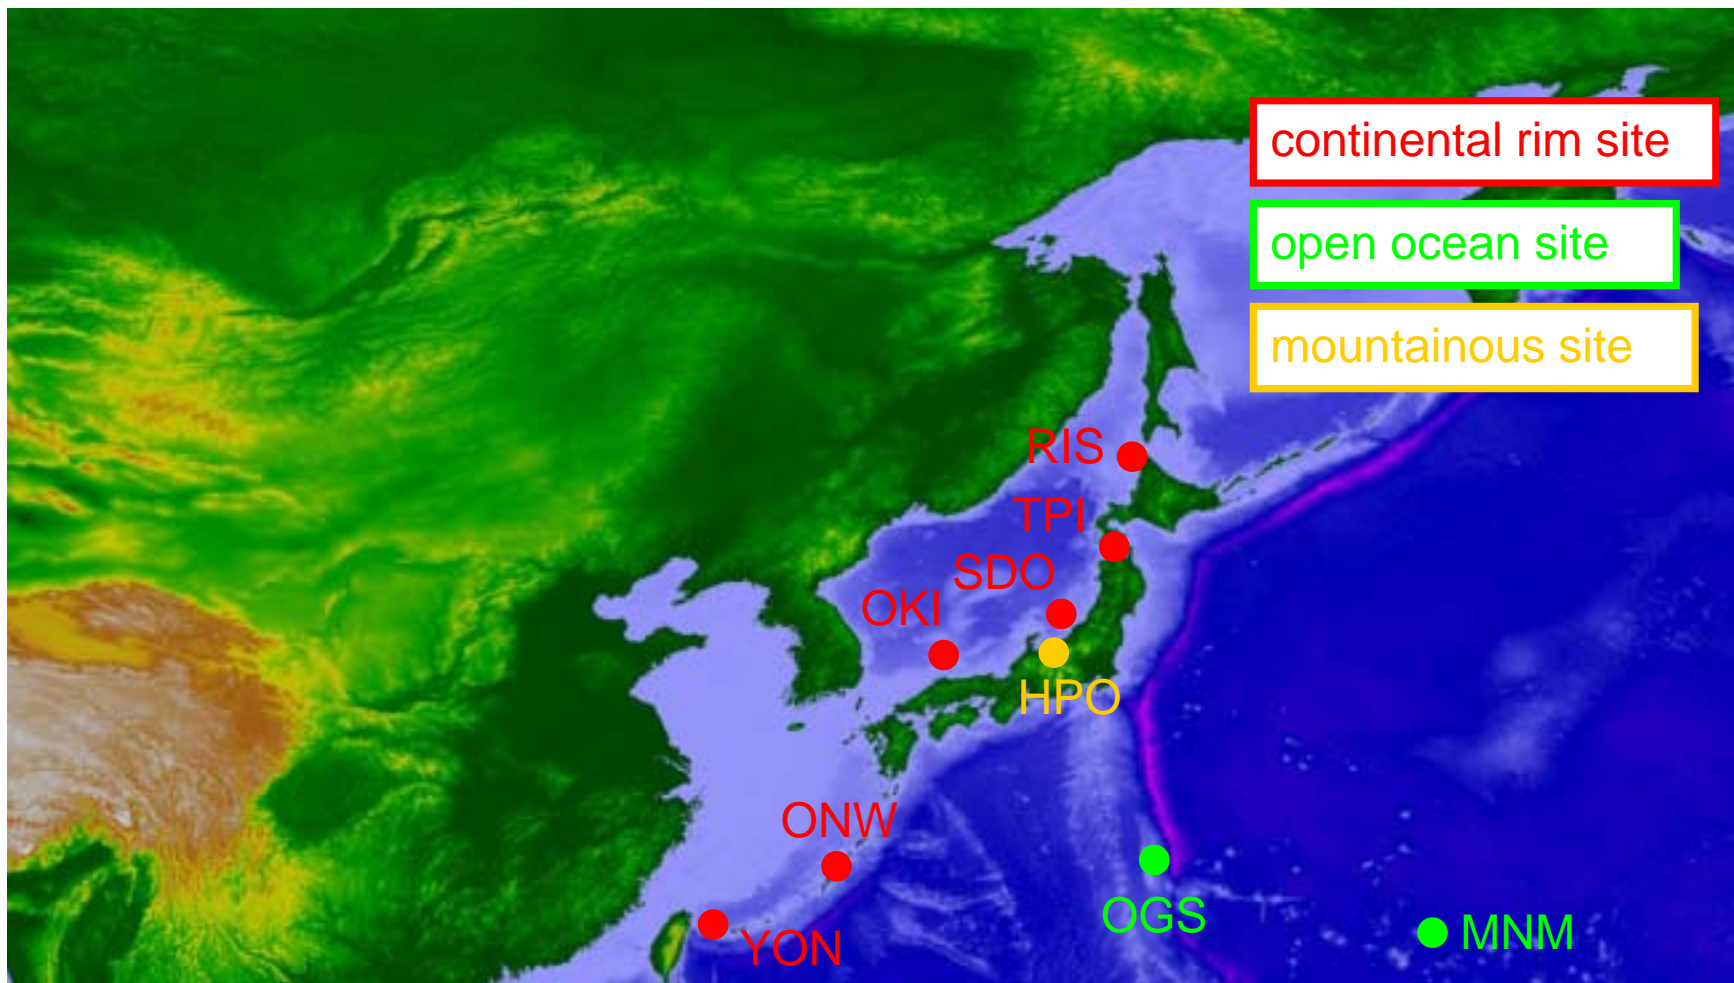 continental rim site
open ocean site
mountainous site
RIS
TPI
SDO
OKI
HPO
ONW
OGS
MNM
YON